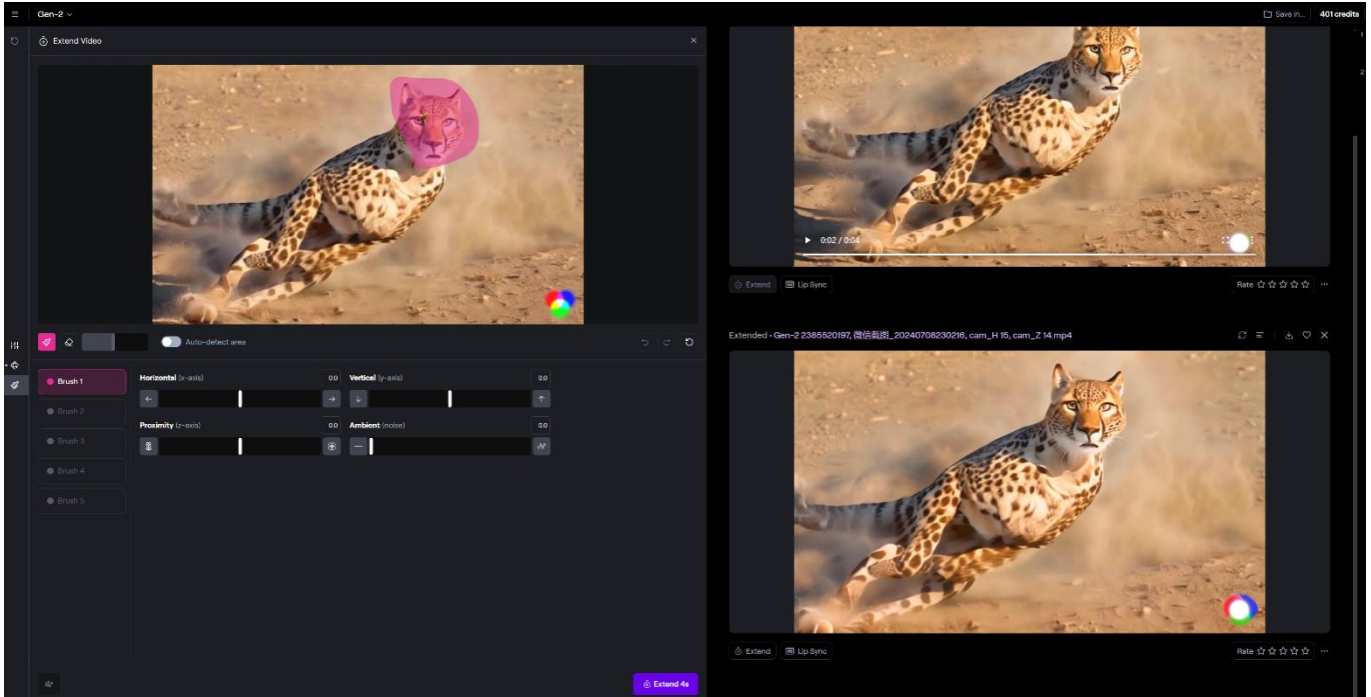 Gen-2
Save in...
401 credits
Extend Video
1
2
0:02 / 0:04
Extend
Lip Sync
Rate
Extended - Gen-2 2385520197, 微信截图_20240708230216, cam_H 15, cam_Z 14.mp4
Auto-detect area
Brush 1
Brush 2
Brush 3
Brush 4
Brush 5
Horizontal (x-axis)
0.0
Vertical (y-axis)
0.0
Proximity (z-axis)
0.0
Ambient (noise)
0.0
Extend
Lip Sync
Rate
Extend 4s